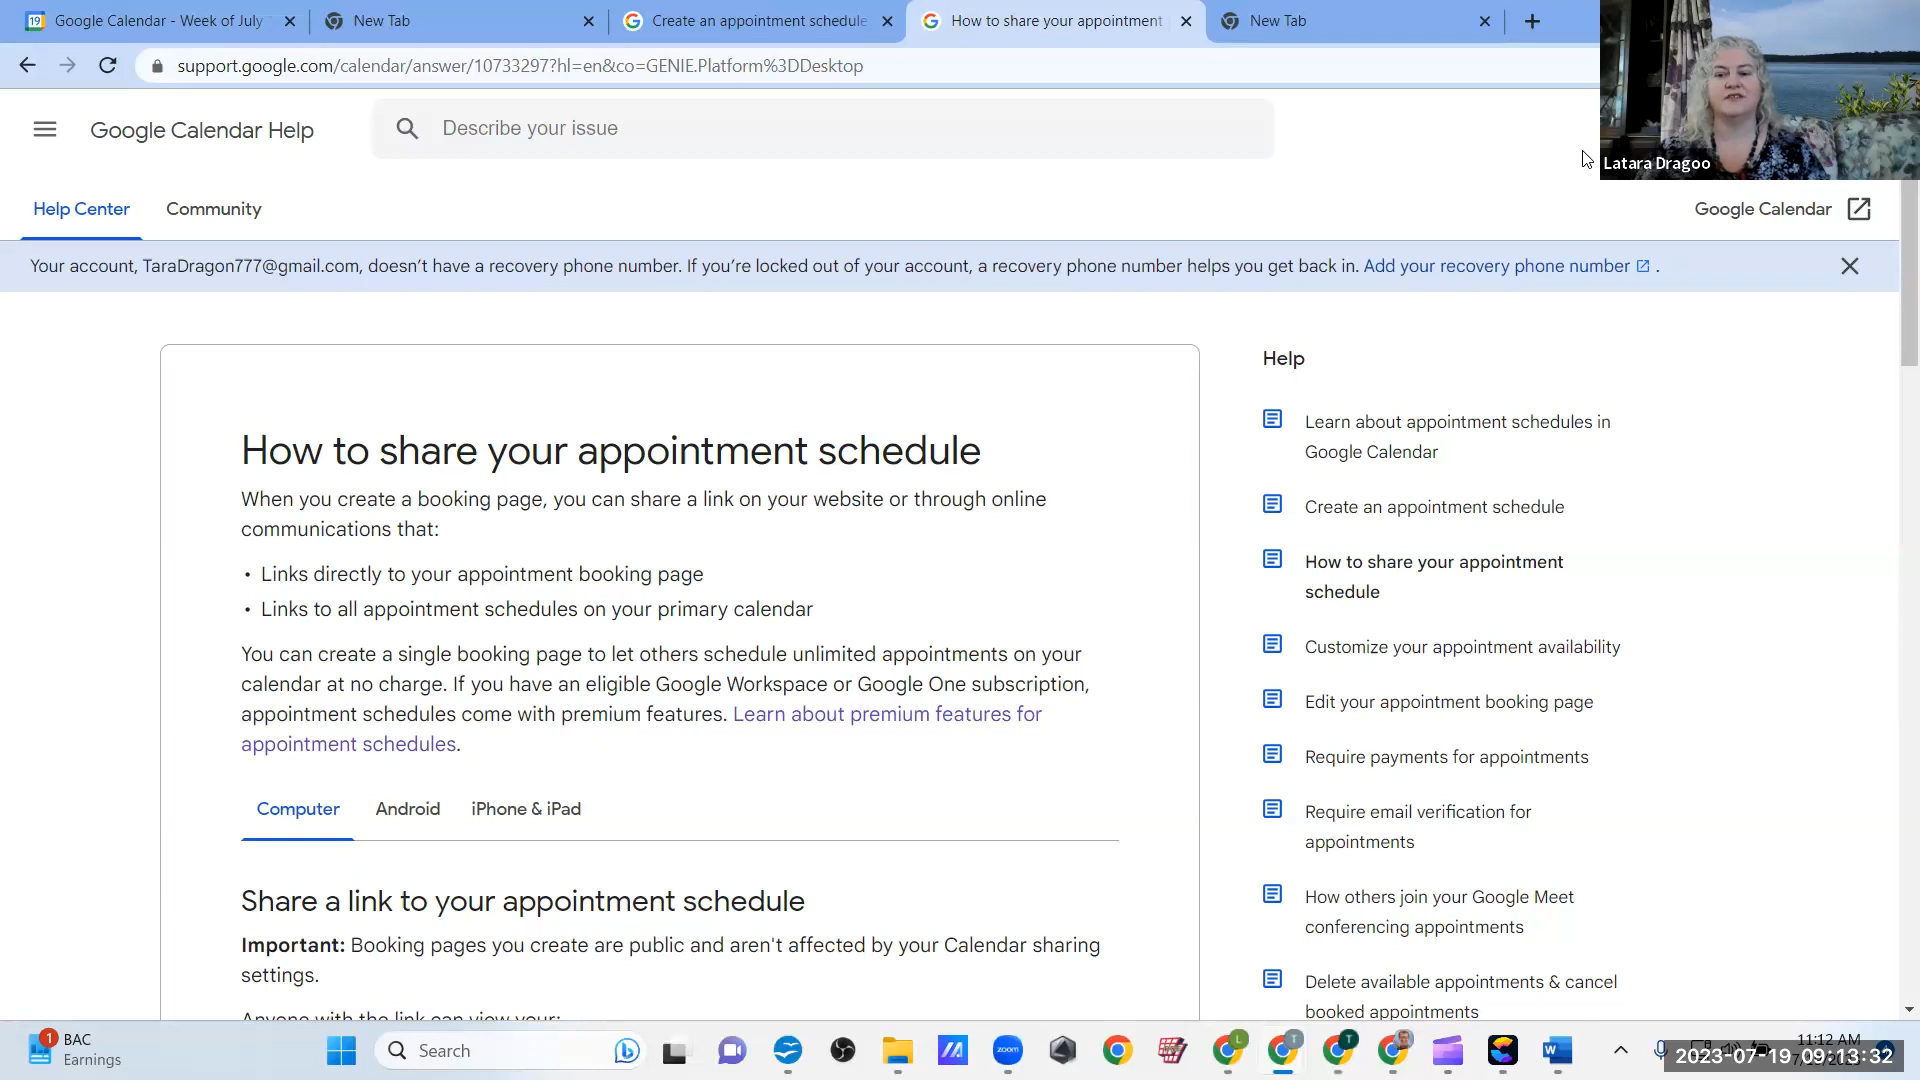 Google Calendar - Week of July
New Tab
Create an appointment schedule
How to share your appointment
New Tab
support.google.com/calendar/answer/10733297?hl=en&co=GENIE.Platform%3DDesktop
Latara Dragoo
Google Calendar Help
Describe your issue
Help Center
Community
Google Calendar
Your account, TaraDragon777@gmail.com, doesn't have a recovery phone number. If you're locked out of your account, a recovery phone number helps you get back in. Add your recovery phone number .
How to share your appointment schedule
When you create a booking page, you can share a link on your website or through online
communications that:
• Links directly to your appointment booking page
• Links to all appointment schedules on your primary calendar
You can create a single booking page to let others schedule unlimited appointments on your
calendar at no charge. If you have an eligible Google Workspace or Google One subscription,
appointment schedules come with premium features. Learn about premium features for
appointment schedules.
Computer
Android
iPhone & iPad
Share a link to your appointment schedule
Important: Booking pages you create are public and aren't affected by your Calendar sharing
settings.
Anyone with the link can view your:
Help
Learn about appointment schedules in
Google Calendar
Create an appointment schedule
How to share your appointment
schedule
Customize your appointment availability
Edit your appointment booking page
Require payments for appointments
Require email verification for
appointments
How others join your Google Meet
conferencing appointments
Delete available appointments & cancel
booked appointments
1
BAC
Earnings
Search
zoom
L
T
T
W
11:12 AM
2023-07-19 09:13:32